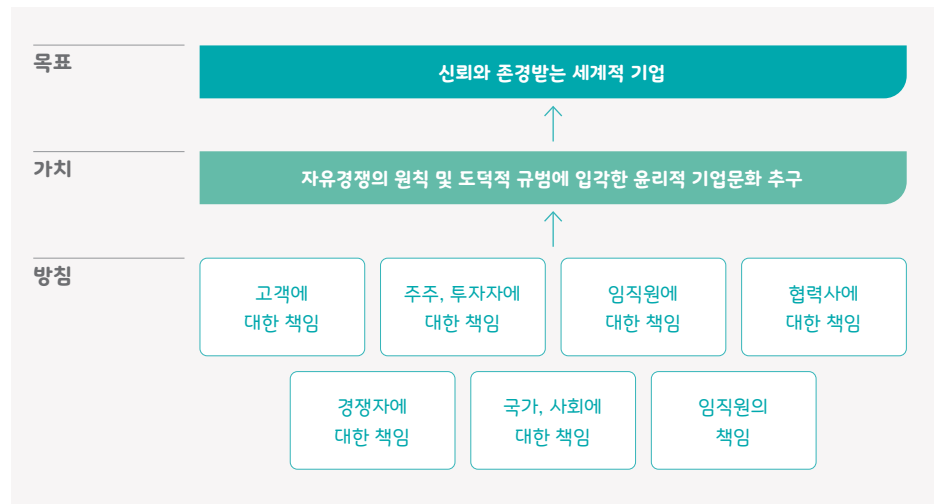 목표
신뢰와 존경받는 세계적 기업
가치
자유경쟁의 원칙 및 도덕적 규범에 입각한 윤리적 기업문화 추구
방침
고객에
대한 책임
주주, 투자자에
대한 책임
임직원에
대한 책임
협력사에
대한 책임
경쟁자에
대한 책임
국가, 사회에
대한 책임
임직원의
책임